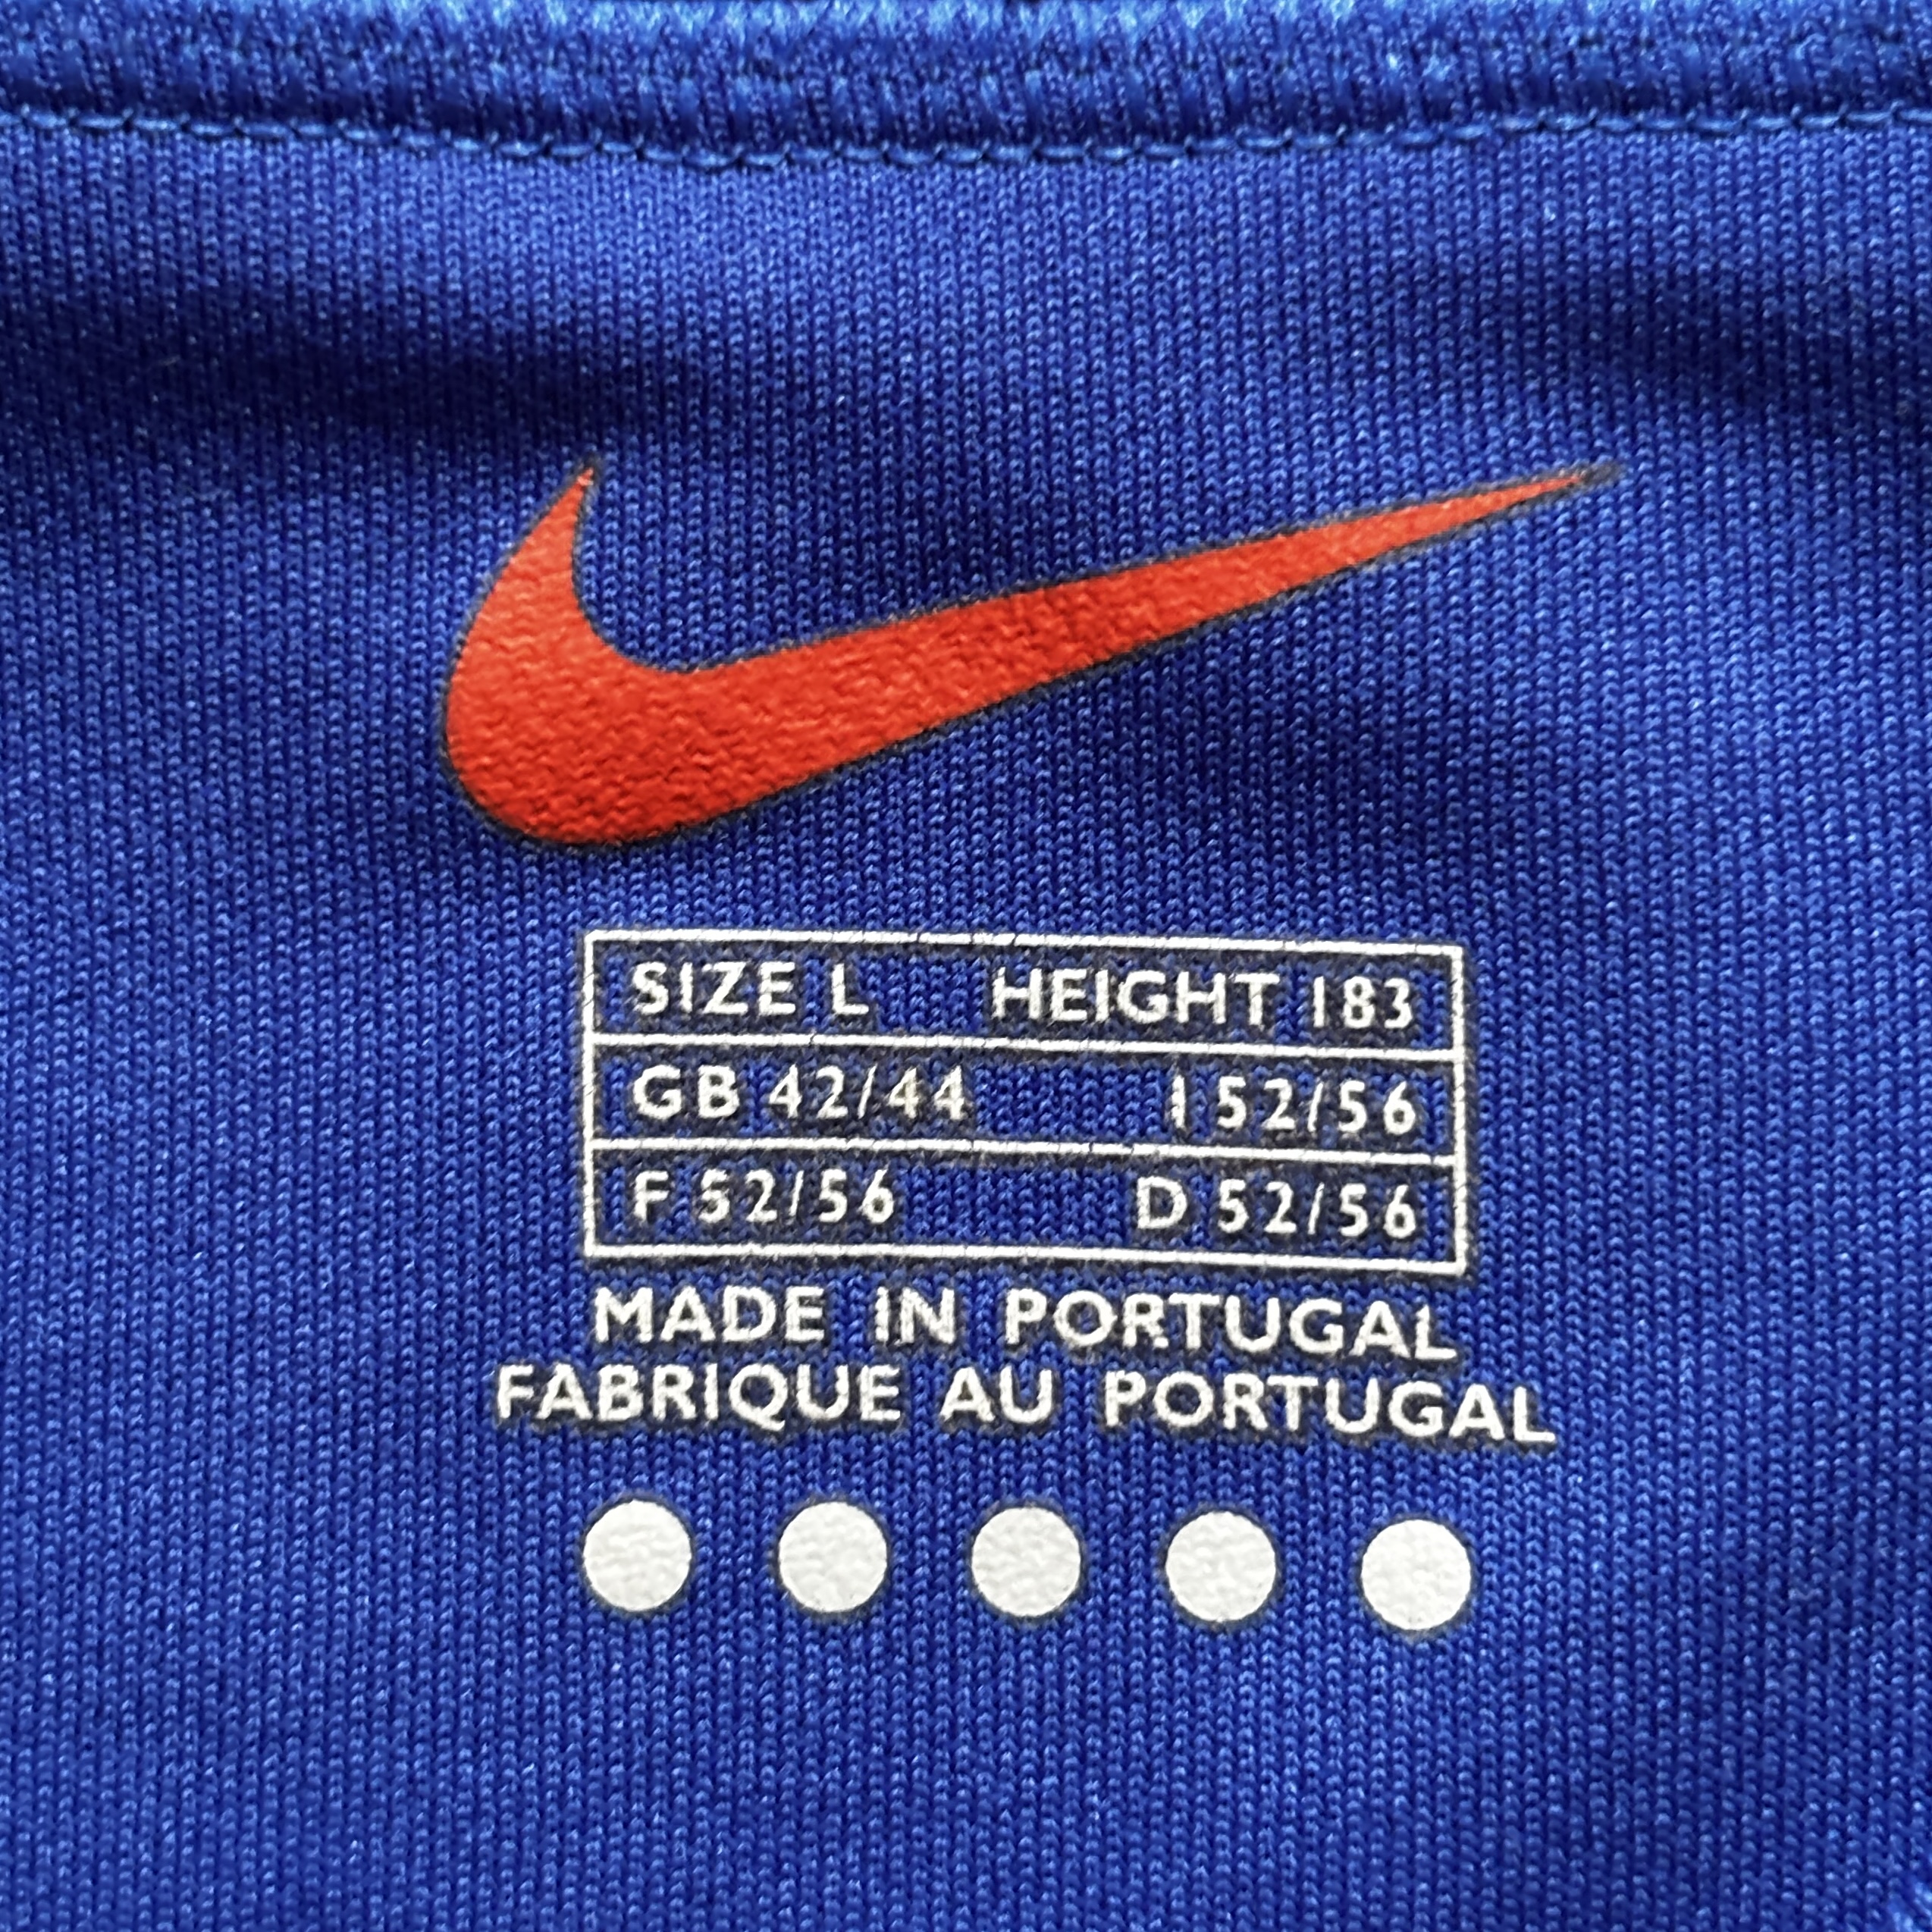 SIZE L HEIGHT 183
GB 42/44 I 52/56
F 52/56 D 52/56
MADE IN PORTUGAL
FABRIQUE AU PORTUGAL